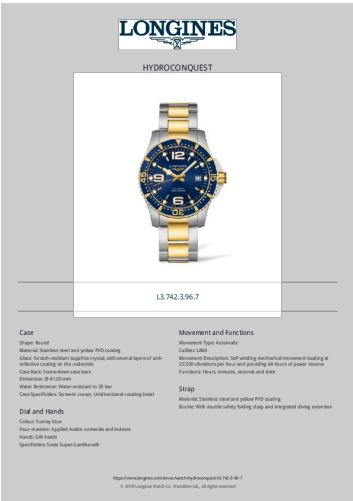 LONGINES
HYDROCONQUEST
L3.742.3.96.7
Case
Shape: Round
Material: Stainless steel and yellow PVD coating
Glass: Scratch-resistant sapphire crystal, with several layers of anti-
reflective coating on the underside
Case-Back: Screw-down case back
Dimension: Ø 41.00 mm
Water Resistance: Water-resistant to 30 bar
Case Specificities: Screw-in crown, Unidirectional rotating bezel
Dial and Hands
Colour: Sunray blue
Hour markers: Applied Arabic numerals and indexes
Hands: Gilt hands
Specificities: Swiss Super-LumiNova®
Movement and Functions
Movement Type: Automatic
Caliber: L888
Movement Description: Self-winding mechanical movement beating at
25'200 vibrations per hour and providing 64 hours of power reserve
Functions: Hours, minutes, seconds and date
Strap
Material: Stainless steel and yellow PVD coating
Buckle: With double safety folding clasp and integrated diving extension